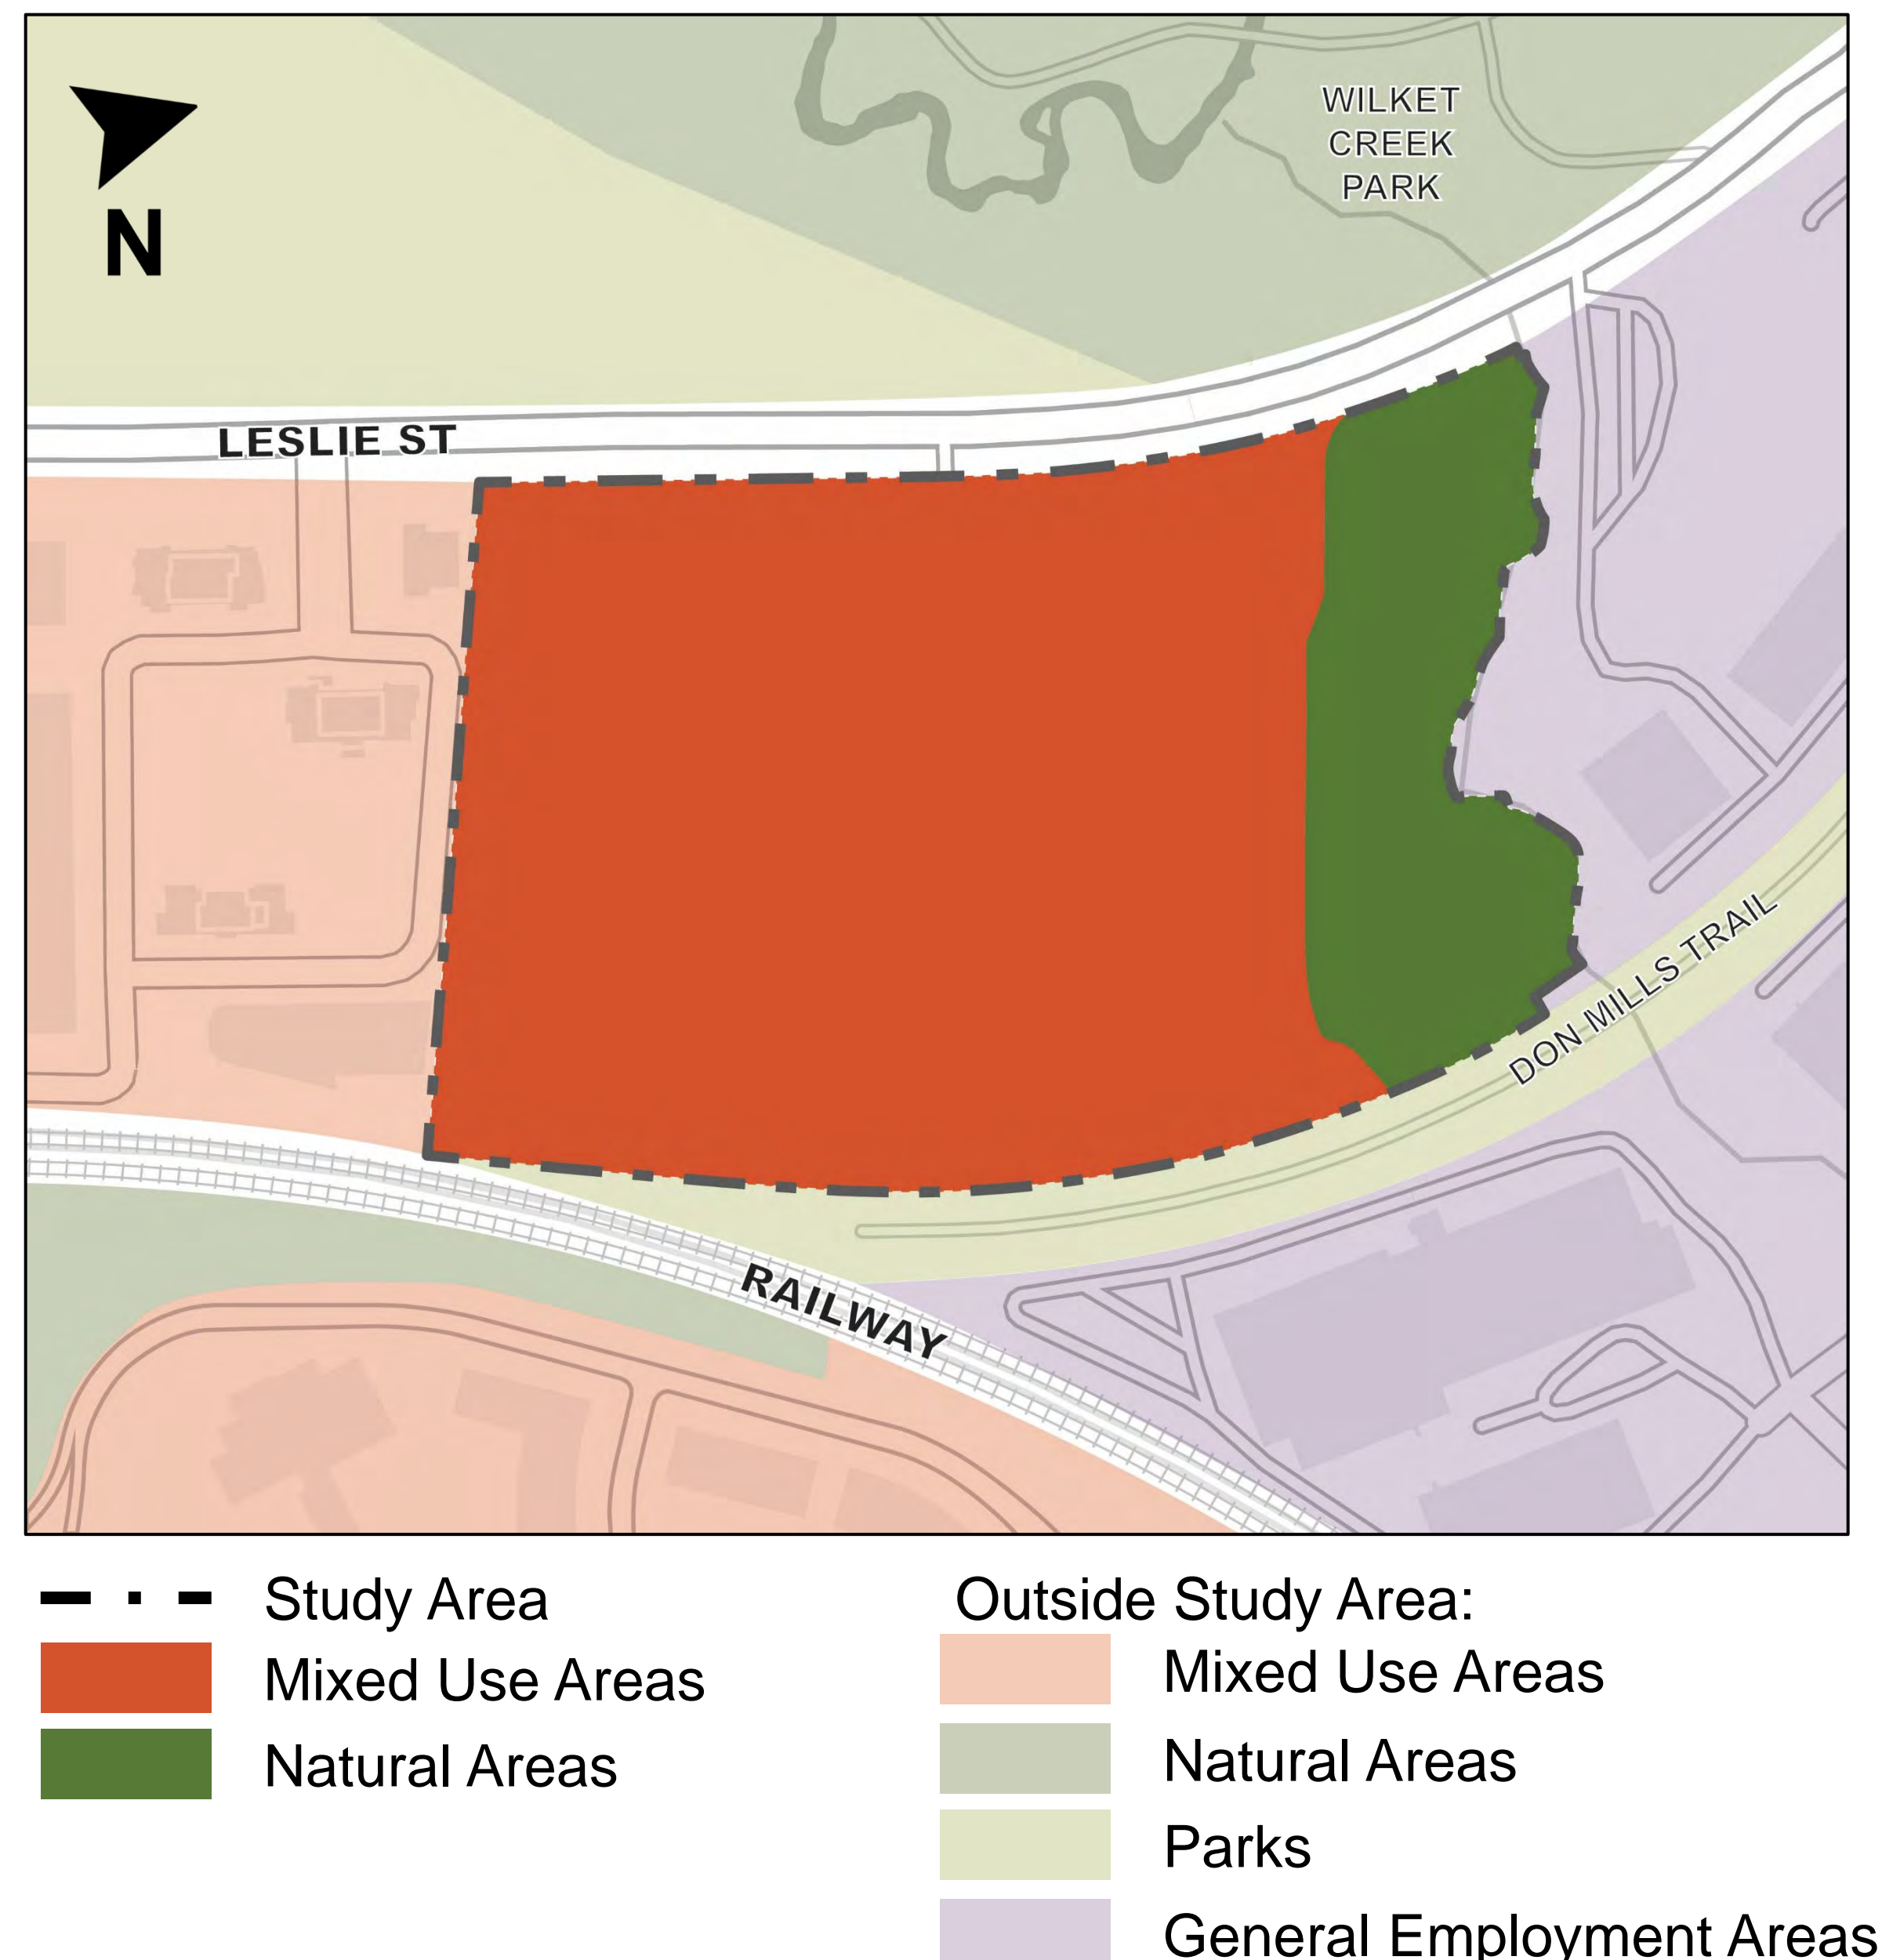 WILKET
CREEK
PARK
N
LESLIE ST
DON MILLS TRAIL
RAILWAY
Study Area
Mixed Use Areas
Natural Areas
Outside Study Area:
Mixed Use Areas
Natural Areas
Parks
General Employment Areas